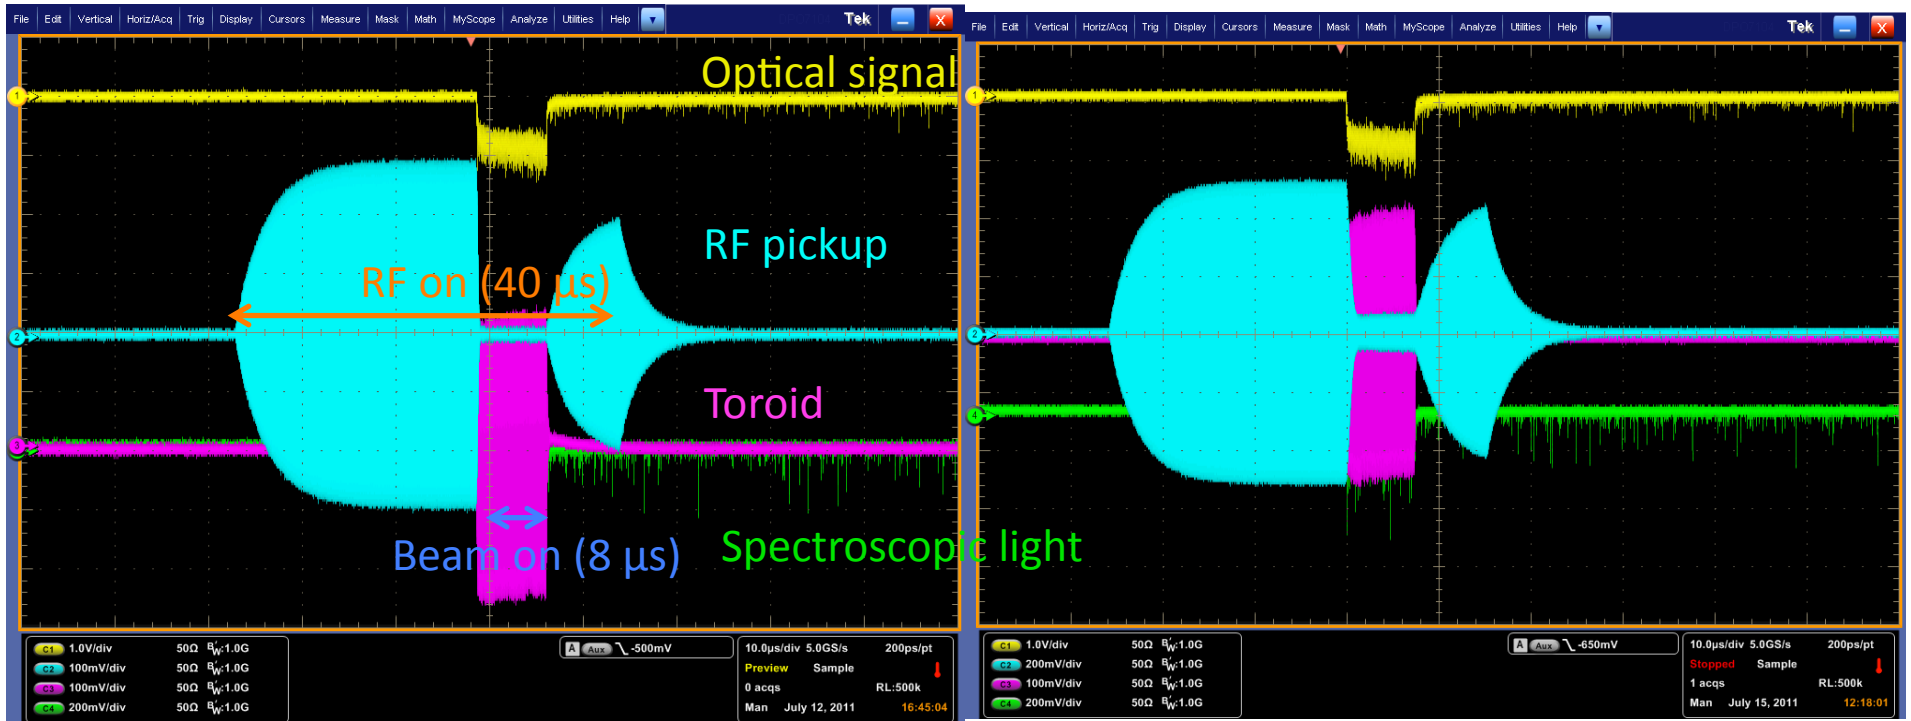 File Edit Vertical Horiz/Acq Trig Display Cursors Measure Mask Math MyScope Analyze Utilities Help Tek
Optical signal
1
RF pickup
RF on (40 µs)
2
Toroid
3
Beam on (8 µs)
Spectroscopic light
C1 1.0V/div 50Ω BW:1.0G
C2 100mV/div 50Ω BW:1.0G
C3 100mV/div 50Ω BW:1.0G
C4 200mV/div 50Ω BW:1.0G
A Aux -500mV
10.0µs/div 5.0GS/s 200ps/pt
Preview Sample
0 acqs RL:500k
Man July 12, 2011 16:45:04
File Edit Vertical Horiz/Acq Trig Display Cursors Measure Mask Math MyScope Analyze Utilities Help Tek
1
2
4
C1 1.0V/div 50Ω BW:1.0G
C2 200mV/div 50Ω BW:1.0G
C3 100mV/div 50Ω BW:1.0G
C4 200mV/div 50Ω BW:1.0G
A Aux -650mV
10.0µs/div 5.0GS/s 200ps/pt
Stopped Sample
1 acqs RL:500k
Man July 15, 2011 12:18:01